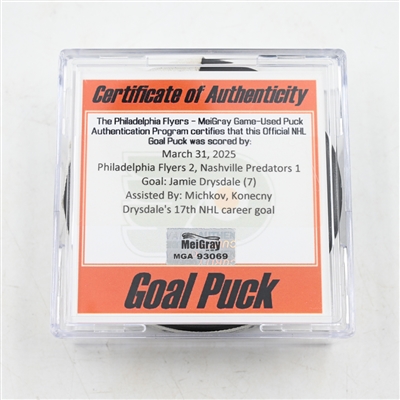 Certificate of Authenticity
The Philadelphia Flyers - MeiGray Game-Used Puck
Authentication Program certifies that this Official NHL
Goal Puck was scored by:
March 31, 2025
Philadelphia Flyers 2, Nashville Predators 1
Goal: Jamie Drysdale (7)
Assisted By: Michkov, Konecny
Drysdale's 17th NHL career goal
MeiGray
MGA 93069
Goal Puck